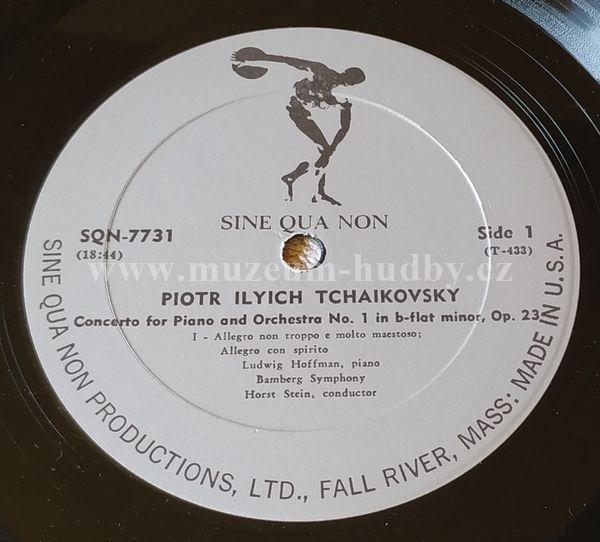 SINE QUA NON
SQN-7731
(18:44)
Side 1
(T-433)
www.muzeum-hudby.cz
PIOTR ILYICH TCHAIKOVSKY
Concerto for Piano and Orchestra No. 1 in b-flat minor, Op. 23
I - Allegro non troppo e molto maestoso;
Allegro con spirito
Ludwig Hoffman, piano
Bamberg Symphony
Horst Stein, conductor
SINE QUA NON PRODUCTIONS, LTD., FALL RIVER, MASS: MADE IN U.S.A.